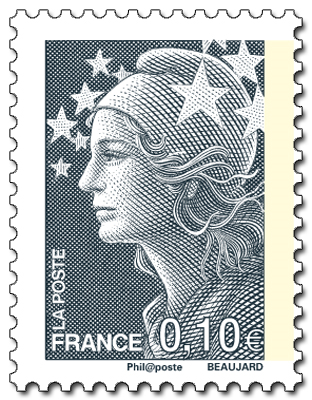 LA POSTE
FRANCE 0,10€
Phil@poste BEAUJARD